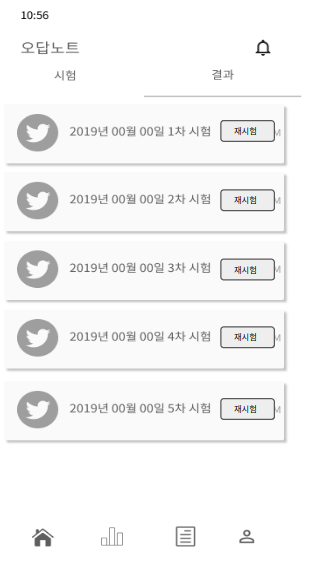 10:56
오답노트
시험 결과
2019년 00월 00일 1차 시험 재시험 M
2019년 00월 00일 2차 시험 재시험 M
2019년 00월 00일 3차 시험 재시험 M
2019년 00월 00일 4차 시험 재시험 M
2019년 00월 00일 5차 시험 재시험 M